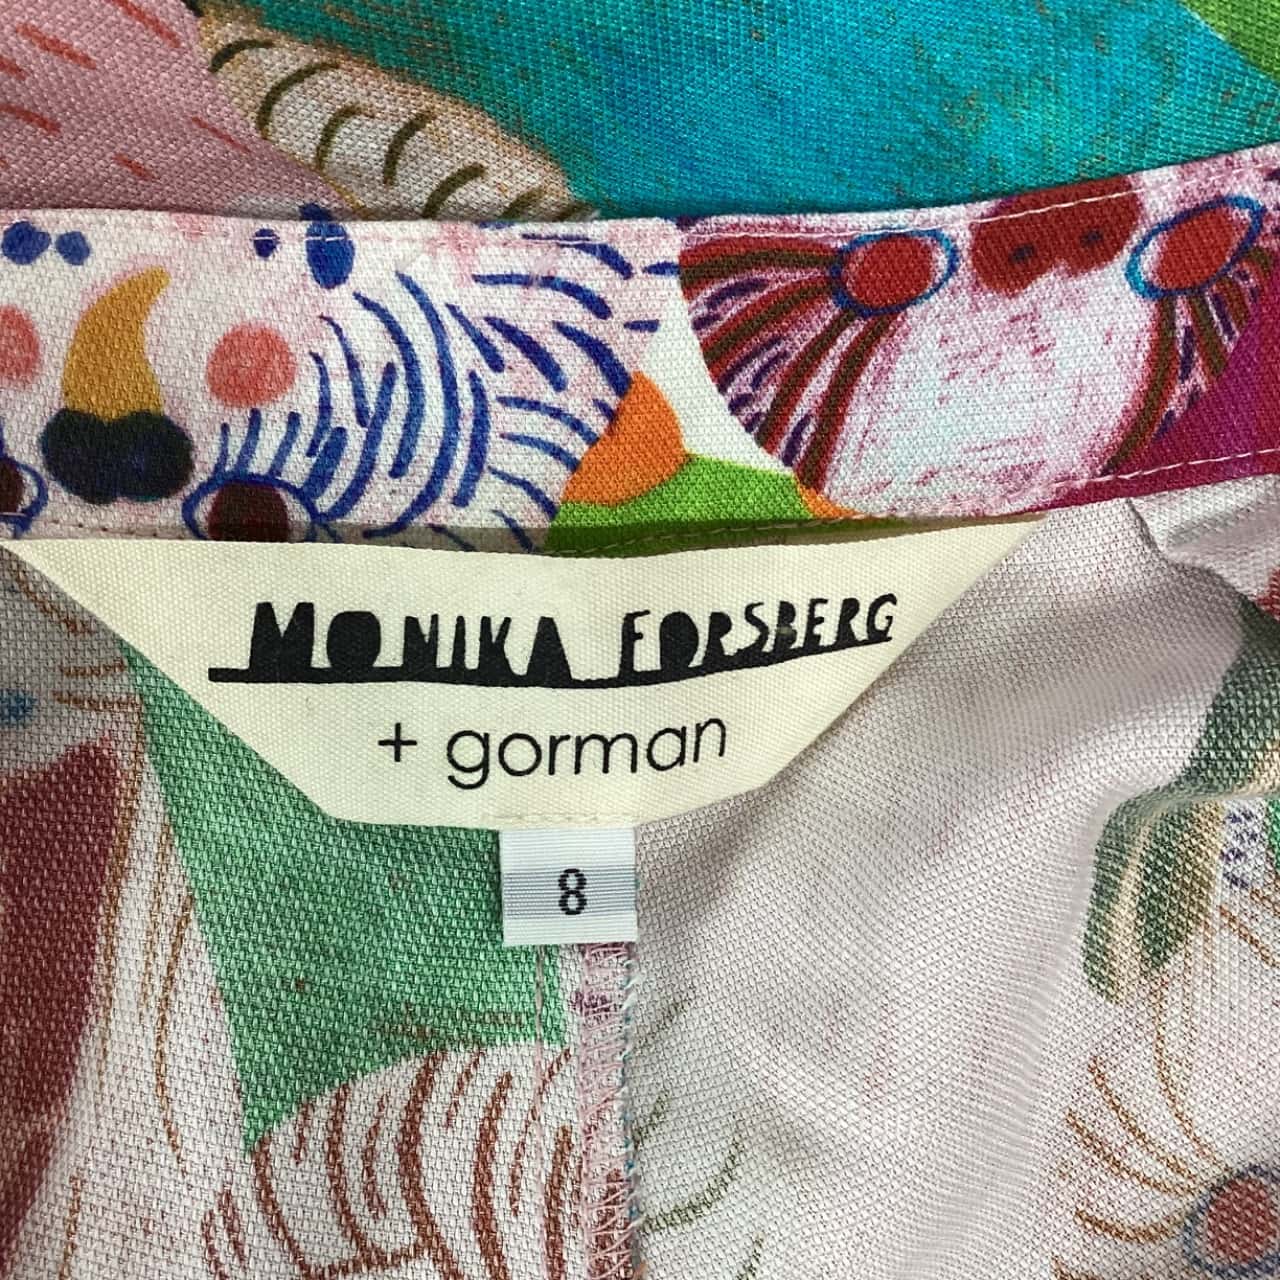 MONIKA FORSBERG
+ gorman
8